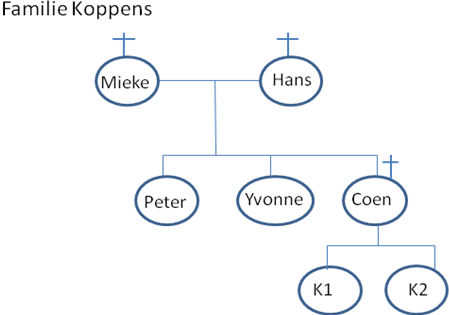 Familie Koppens
Mieke Hans
Peter Yvonne Coen
K1 K2